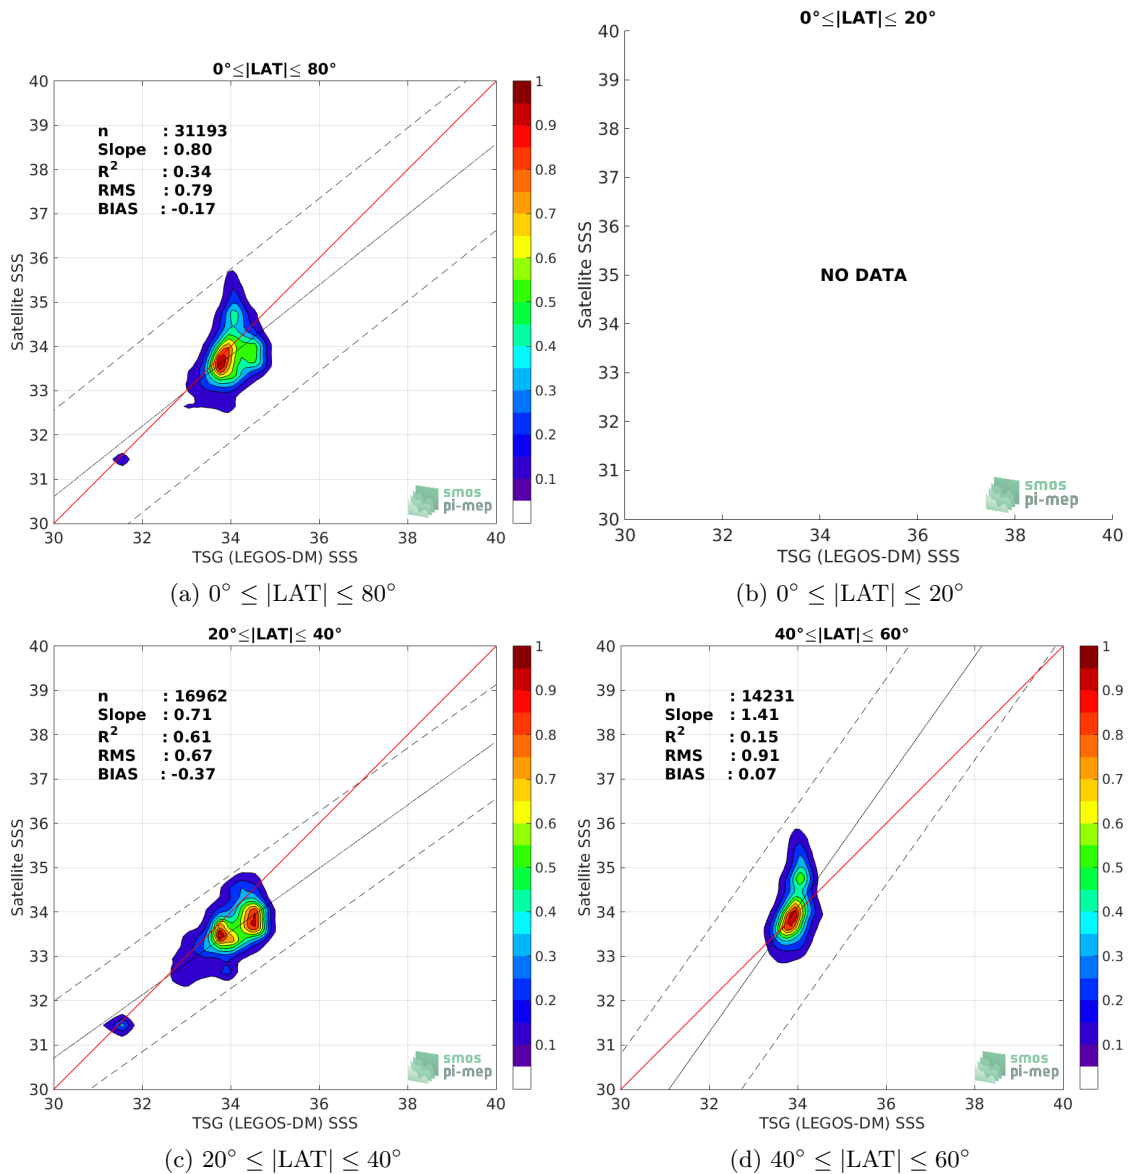 0°≤|LAT|≤ 80°
n : 31193
Slope : 0.80
R² : 0.34
RMS : 0.79
BIAS : -0.17
40
39
38
37
36
35
34
33
32
31
30
30 32 34 36 38 40
Satellite SSS
TSG (LEGOS-DM) SSS
1
0.9
0.8
0.7
0.6
0.5
0.4
0.3
0.2
0.1
smos
pi-mep
(a) 0° ≤ |LAT| ≤ 80°
0°≤|LAT|≤ 20°
NO DATA
40
39
38
37
36
35
34
33
32
31
30
30 32 34 36 38 40
Satellite SSS
TSG (LEGOS-DM) SSS
smos
pi-mep
(b) 0° ≤ |LAT| ≤ 20°
20°≤|LAT|≤ 40°
n : 16962
Slope : 0.71
R² : 0.61
RMS : 0.67
BIAS : -0.37
40
39
38
37
36
35
34
33
32
31
30
30 32 34 36 38 40
Satellite SSS
TSG (LEGOS-DM) SSS
1
0.9
0.8
0.7
0.6
0.5
0.4
0.3
0.2
0.1
smos
pi-mep
(c) 20° ≤ |LAT| ≤ 40°
40°≤|LAT|≤ 60°
n : 14231
Slope : 1.41
R² : 0.15
RMS : 0.91
BIAS : 0.07
40
39
38
37
36
35
34
33
32
31
30
30 32 34 36 38 40
Satellite SSS
TSG (LEGOS-DM) SSS
1
0.9
0.8
0.7
0.6
0.5
0.4
0.3
0.2
0.1
smos
pi-mep
(d) 40° ≤ |LAT| ≤ 60°